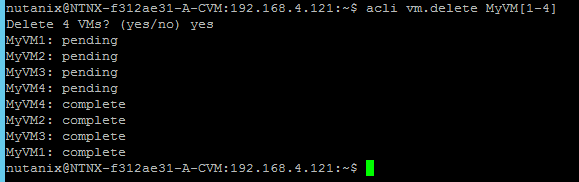 nutanix@NTNX-f312ae31-A-CVM:192.168.4.121:~$ acli vm.delete MyVM[1-4]
Delete 4 VMs? (yes/no) yes
MyVM1: pending
MyVM2: pending
MyVM3: pending
MyVM4: pending
MyVM4: complete
MyVM2: complete
MyVM3: complete
MyVM1: complete
nutanix@NTNX-f312ae31-A-CVM:192.168.4.121:~$